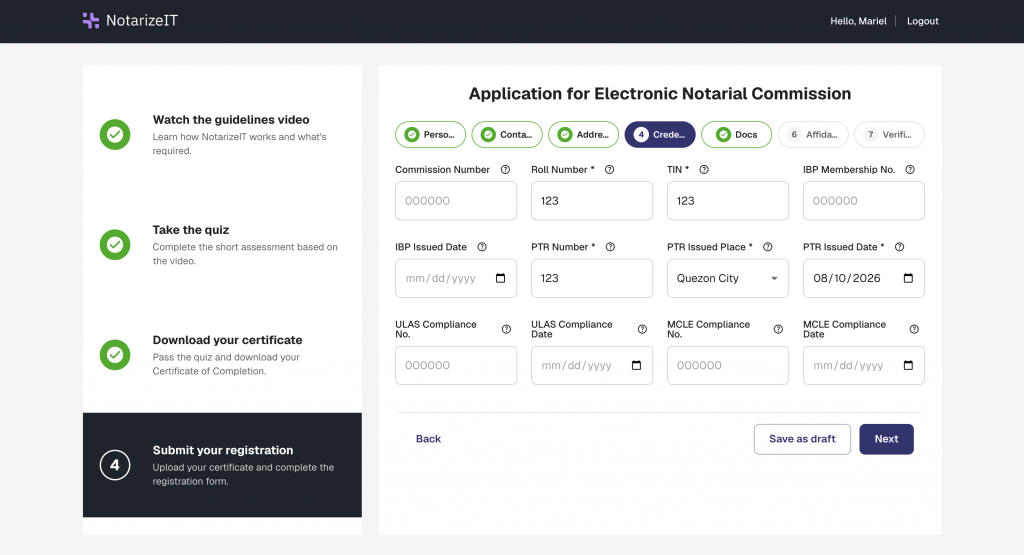 NotarizeIT
Hello, Mariel
Logout
Watch the guidelines video
Learn how NotarizeIT works and what's
required.
Take the quiz
Complete the short assessment based on
the video.
Download your certificate
Pass the quiz and download your
Certificate of Completion.
4
Submit your registration
Upload your certificate and complete the
registration form.
Application for Electronic Notarial Commission
Perso...
Conta...
Addre...
4 Crede...
Docs
6 Affida...
7 Verifi...
Commission Number
000000
Roll Number *
123
TIN *
123
IBP Membership No.
000000
IBP Issued Date
mm/dd/yyyy
PTR Number *
123
PTR Issued Place *
Quezon City
PTR Issued Date *
08/10/2026
ULAS Compliance
No.
000000
ULAS Compliance
Date
mm/dd/yyyy
MCLE Compliance
No.
000000
MCLE Compliance
Date
mm/dd/yyyy
Back
Save as draft
Next